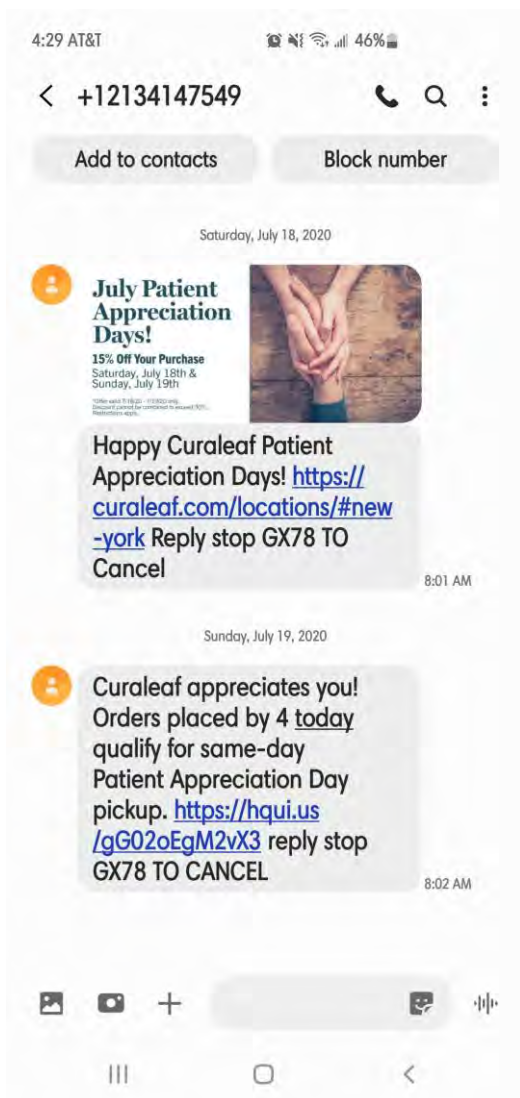 4:29 AT&T 46%
+12134147549
Add to contacts Block number
Saturday, July 18, 2020
July Patient
Appreciation
Days!
15% Off Your Purchase
Saturday, July 18th &
Sunday, July 19th
Happy Curaleaf Patient
Appreciation Days! https://
curaleaf.com/locations/#new
-york Reply stop GX78 TO
Cancel
8:01 AM
Sunday, July 19, 2020
Curaleaf appreciates you!
Orders placed by 4 today
qualify for same-day
Patient Appreciation Day
pickup. https://hqui.us
/gG02oEgM2vX3 reply stop
GX78 TO CANCEL
8:02 AM